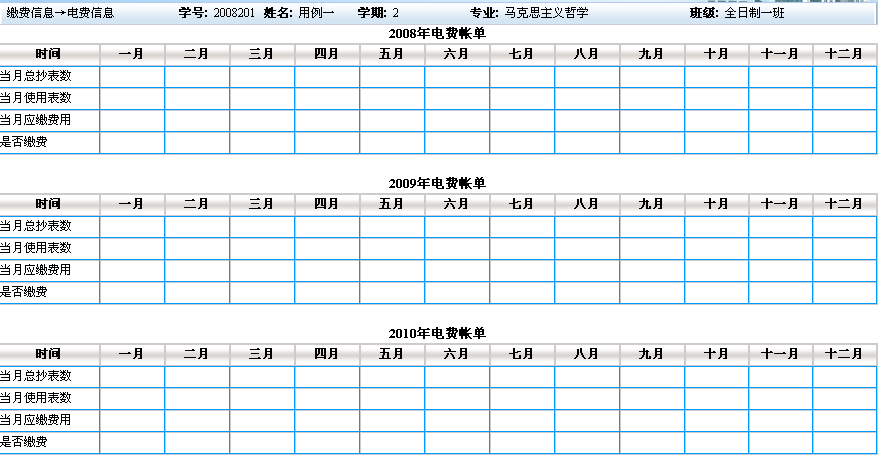 缴费信息→电费信息 学号: 2008201 姓名: 用例一 学期: 2 专业: 马克思主义哲学 班级: 全日制一班
2008年电费帐单
时间 一月 二月 三月 四月 五月 六月 七月 八月 九月 十月 十一月 十二月
当月总抄表数
当月使用表数
当月应缴费用
是否缴费
2009年电费帐单
时间 一月 二月 三月 四月 五月 六月 七月 八月 九月 十月 十一月 十二月
当月总抄表数
当月使用表数
当月应缴费用
是否缴费
2010年电费帐单
时间 一月 二月 三月 四月 五月 六月 七月 八月 九月 十月 十一月 十二月
当月总抄表数
当月使用表数
当月应缴费用
是否缴费